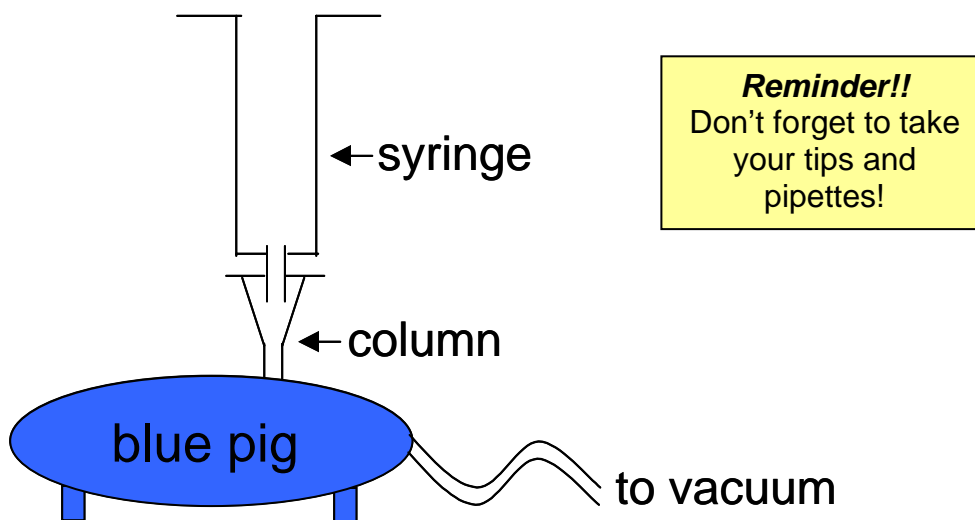 syringe
Reminder!!
Don’t forget to take
your tips and
pipettes!
column
blue pig
to vacuum